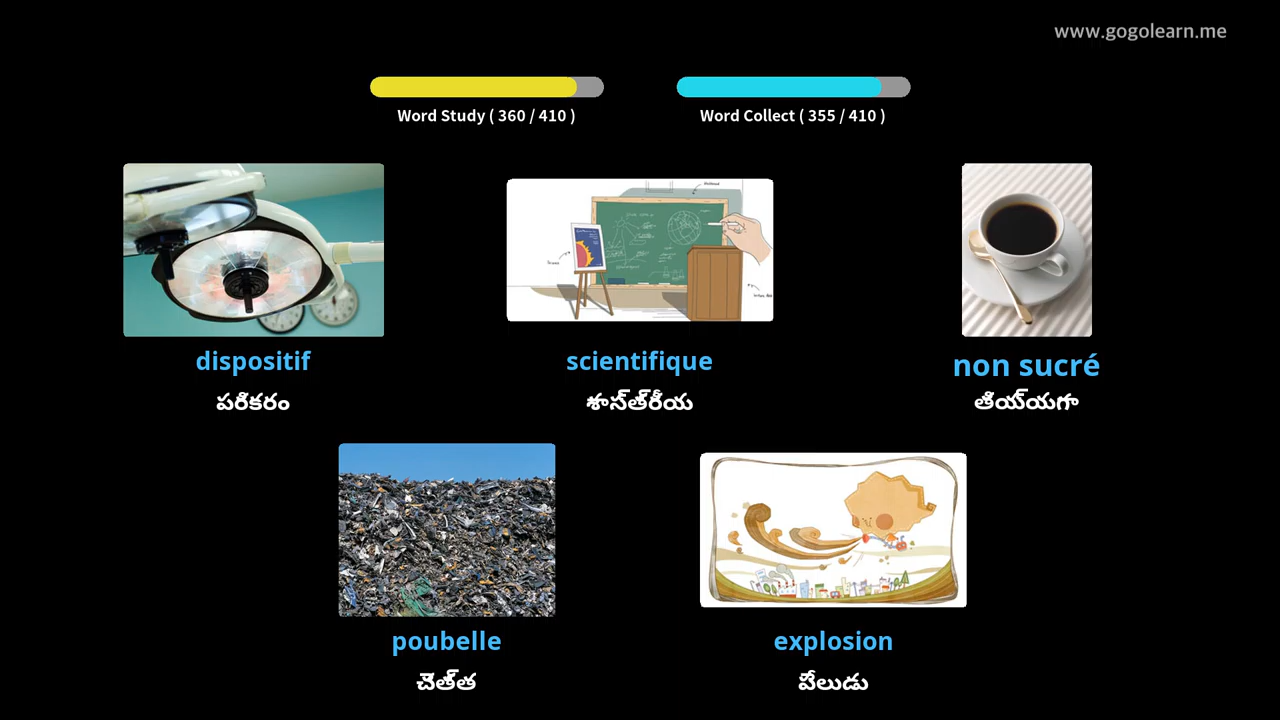 www.gogolearn.me
Word Study ( 360 / 410 )
Word Collect ( 355 / 410 )
dispositif
పరికరం
scientifique
శాస్త్రీయ
non sucré
తియ్యగా
poubelle
చెత్త
explosion
పేలుడు